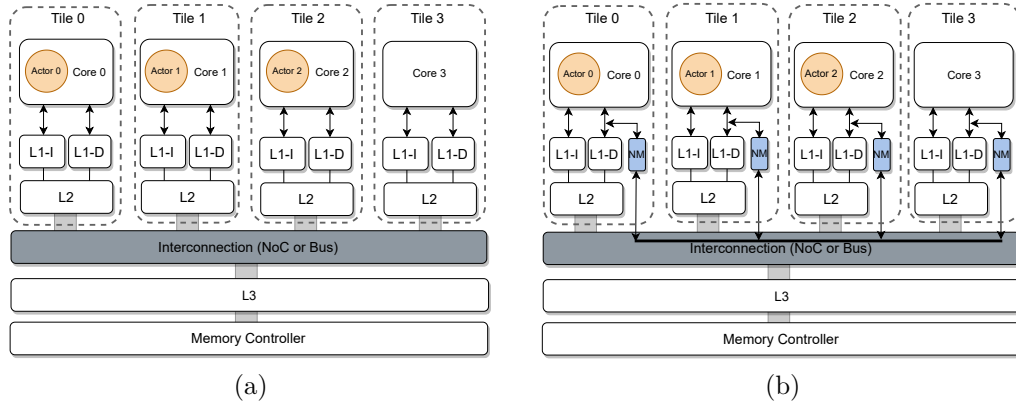 Tile 0 Tile 1 Tile 2 Tile 3
Actor 0 Core 0 Actor 1 Core 1 Actor 2 Core 2 Core 3
L1-I L1-D L1-I L1-D L1-I L1-D L1-I L1-D
L2 L2 L2 L2
Interconnection (NoC or Bus)
L3
Memory Controller
(a)
Tile 0 Tile 1 Tile 2 Tile 3
Actor 0 Core 0 Actor 1 Core 1 Actor 2 Core 2 Core 3
L1-I L1-D NM L1-I L1-D NM L1-I L1-D NM L1-I L1-D NM
L2 L2 L2 L2
Interconnection (NoC or Bus)
L3
Memory Controller
(b)